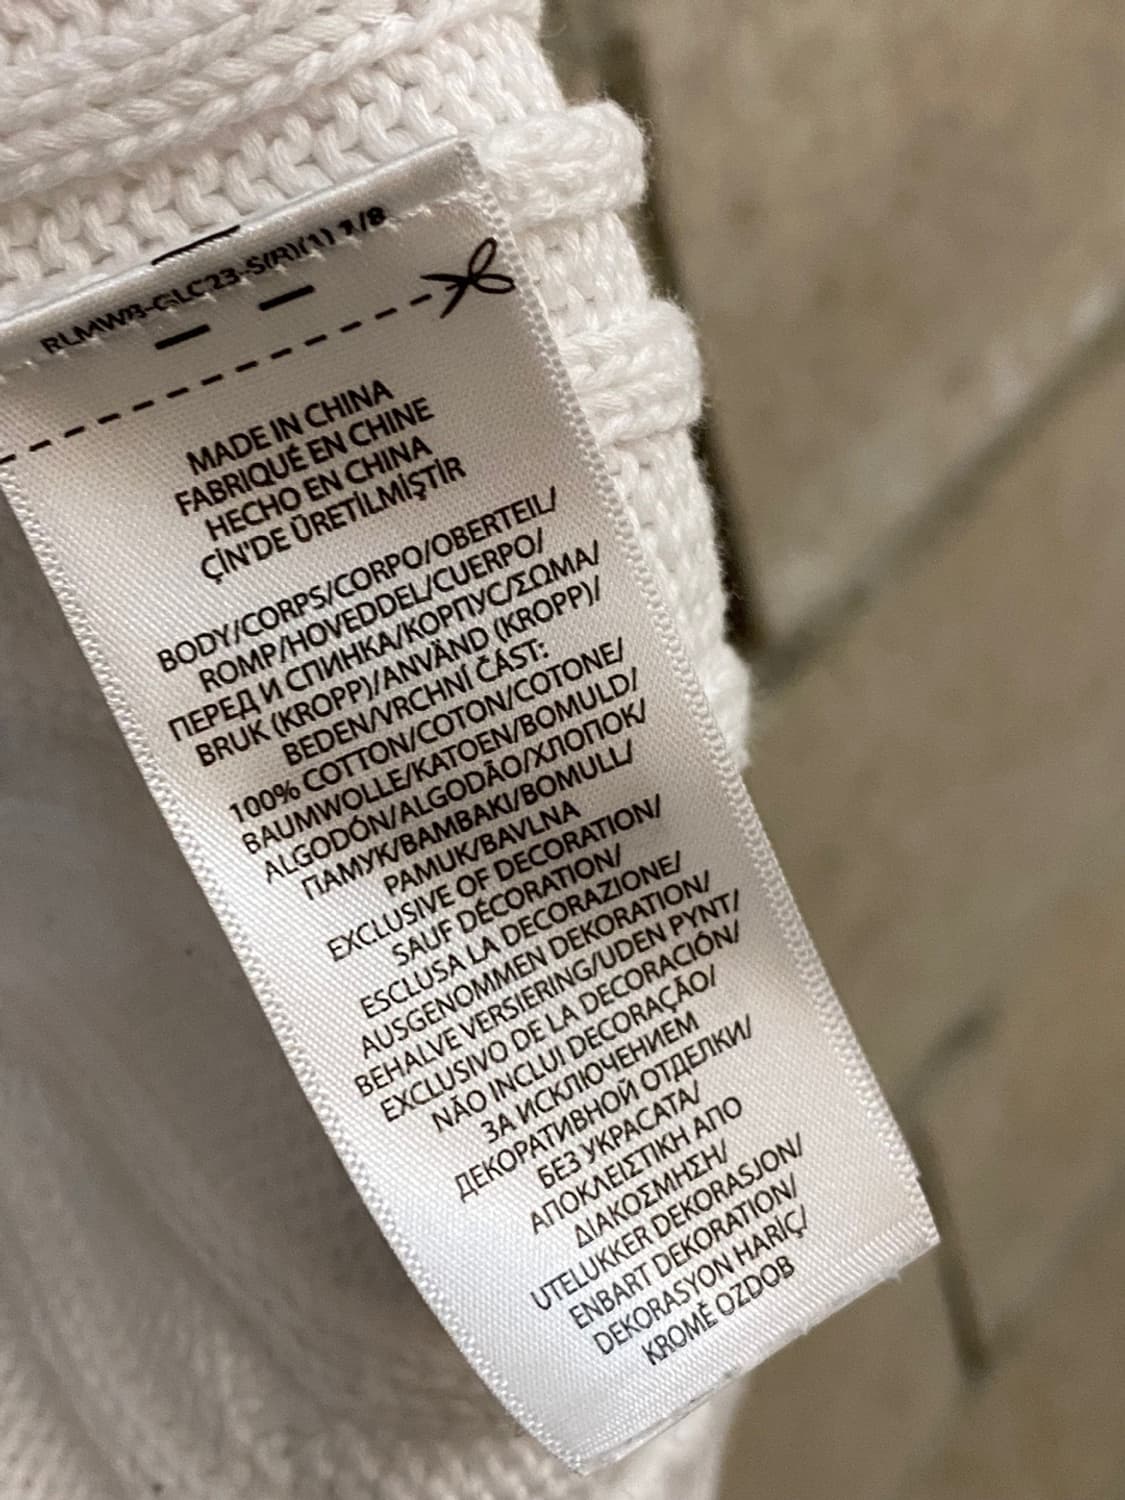 RLMWB-GLC23-S(R)(1) 1/8
MADE IN CHINA
FABRIQUÉ EN CHINE
HECHO EN CHINA
ÇİN'DE ÜRETİLMİŞTİR
BODY/CORPS/CORPO/OBERTEIL/
ROMP/HOVEDDEL/CUERPO/
ПЕРЕД И СПИНКА/КОРПУС/ΣΩΜΑ/
BRUK (KROPP)/ANVÄND (KROPP)/
BEDEN/VRCHNÍ ČÁST:
100% COTTON/COTON/COTONE/
BAUMWOLLE/KATOEN/BOMULD/
ALGODÓN/ALGODÃO/ХЛОПОК/
ПАМУК/ΒΑΜΒΑΚΙ/BOMULL/
PAMUK/BAVLNA
EXCLUSIVE OF DECORATION/
SAUF DÉCORATION/
ESCLUSA LA DECORAZIONE/
AUSGENOMMEN DEKORATION/
BEHALVE VERSIERING/UDEN PYNT/
EXCLUSIVO DE LA DECORACIÓN/
NÃO INCLUI DECORAÇÃO/
ЗА ИСКЛЮЧЕНИЕМ
ДЕКОРАТИВНОЙ ОТДЕЛКИ/
БЕЗ УКРАСАТА/
ΑΠΟΚΛΕΙΣΤΙΚΗ ΑΠΟ
ΔΙΑΚΟΣΜΗΣΗ/
UTELUKKER DEKORASJON/
ENBART DEKORATION/
DEKORASYON HARİÇ/
KROMĚ OZDOB